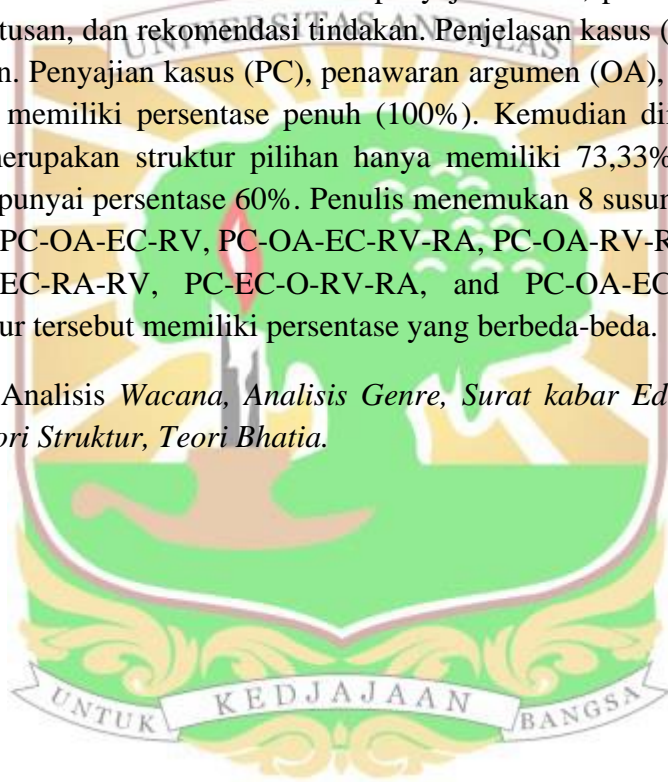 UNIVERSITAS ANDALAS
tusan, dan rekomendasi tindakan. Penjelasan kasus (
n. Penyajian kasus (PC), penawaran argumen (OA),
memiliki persentase penuh (100%). Kemudian di
erupakan struktur pilihan hanya memiliki 73,33%
punyai persentase 60%. Penulis menemukan 8 susun
PC-OA-EC-RV, PC-OA-EC-RV-RA, PC-OA-RV-R
EC-RA-RV, PC-EC-O-RV-RA, and PC-OA-EC
ur tersebut memiliki persentase yang berbeda-beda.
Analisis Wacana, Analisis Genre, Surat kabar Ed
ori Struktur, Teori Bhatia.
UNTUK KEDJAJAAN BANGSA